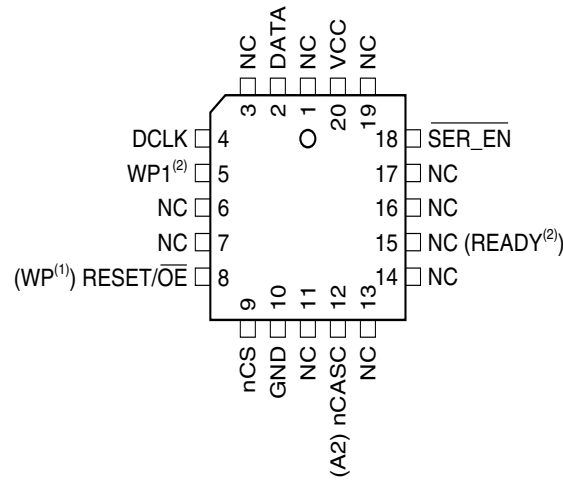 NC
DATA
NC
VCC
NC
3
2
1
20
19
DCLK 4
WP1(2) 5
NC 6
NC 7
(WP(1)) RESET/OE 8
18 SER_EN
17 NC
16 NC
15 NC (READY(2))
14 NC
9
10
11
12
13
nCS
GND
NC
(A2) nCASC
NC